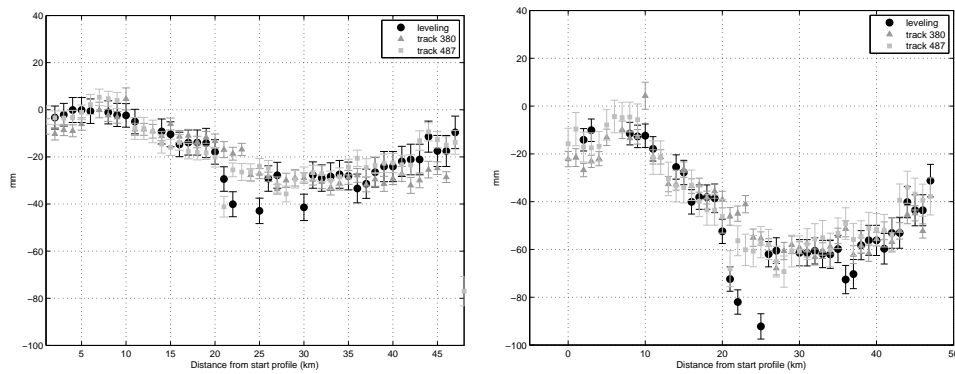 40
20
0
−20
−40
−60
−80
−100
mm
5 10 15 20 25 30 35 40 45
Distance from start profile (km)
leveling
track 380
track 487
40
20
0
−20
−40
−60
−80
−100
mm
0 10 20 30 40 50
Distance from start profile (km)
leveling
track 380
track 487